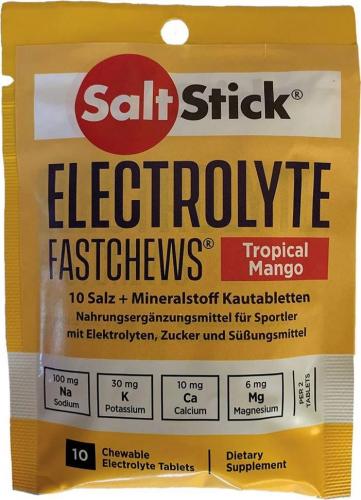 SaltStick®
ELECTROLYTE
FASTCHEWS®
Tropical
Mango
10 Salz + Mineralstoff Kautabletten
Nahrungsergänzungsmittel für Sportler
mit Elektrolyten, Zucker und Süßungsmittel
100 mg
Na
Sodium
30 mg
K
Potassium
10 mg
Ca
Calcium
6 mg
Mg
Magnesium
PER 2
TABLETS
10 Chewable
Electrolyte Tablets
Dietary
Supplement